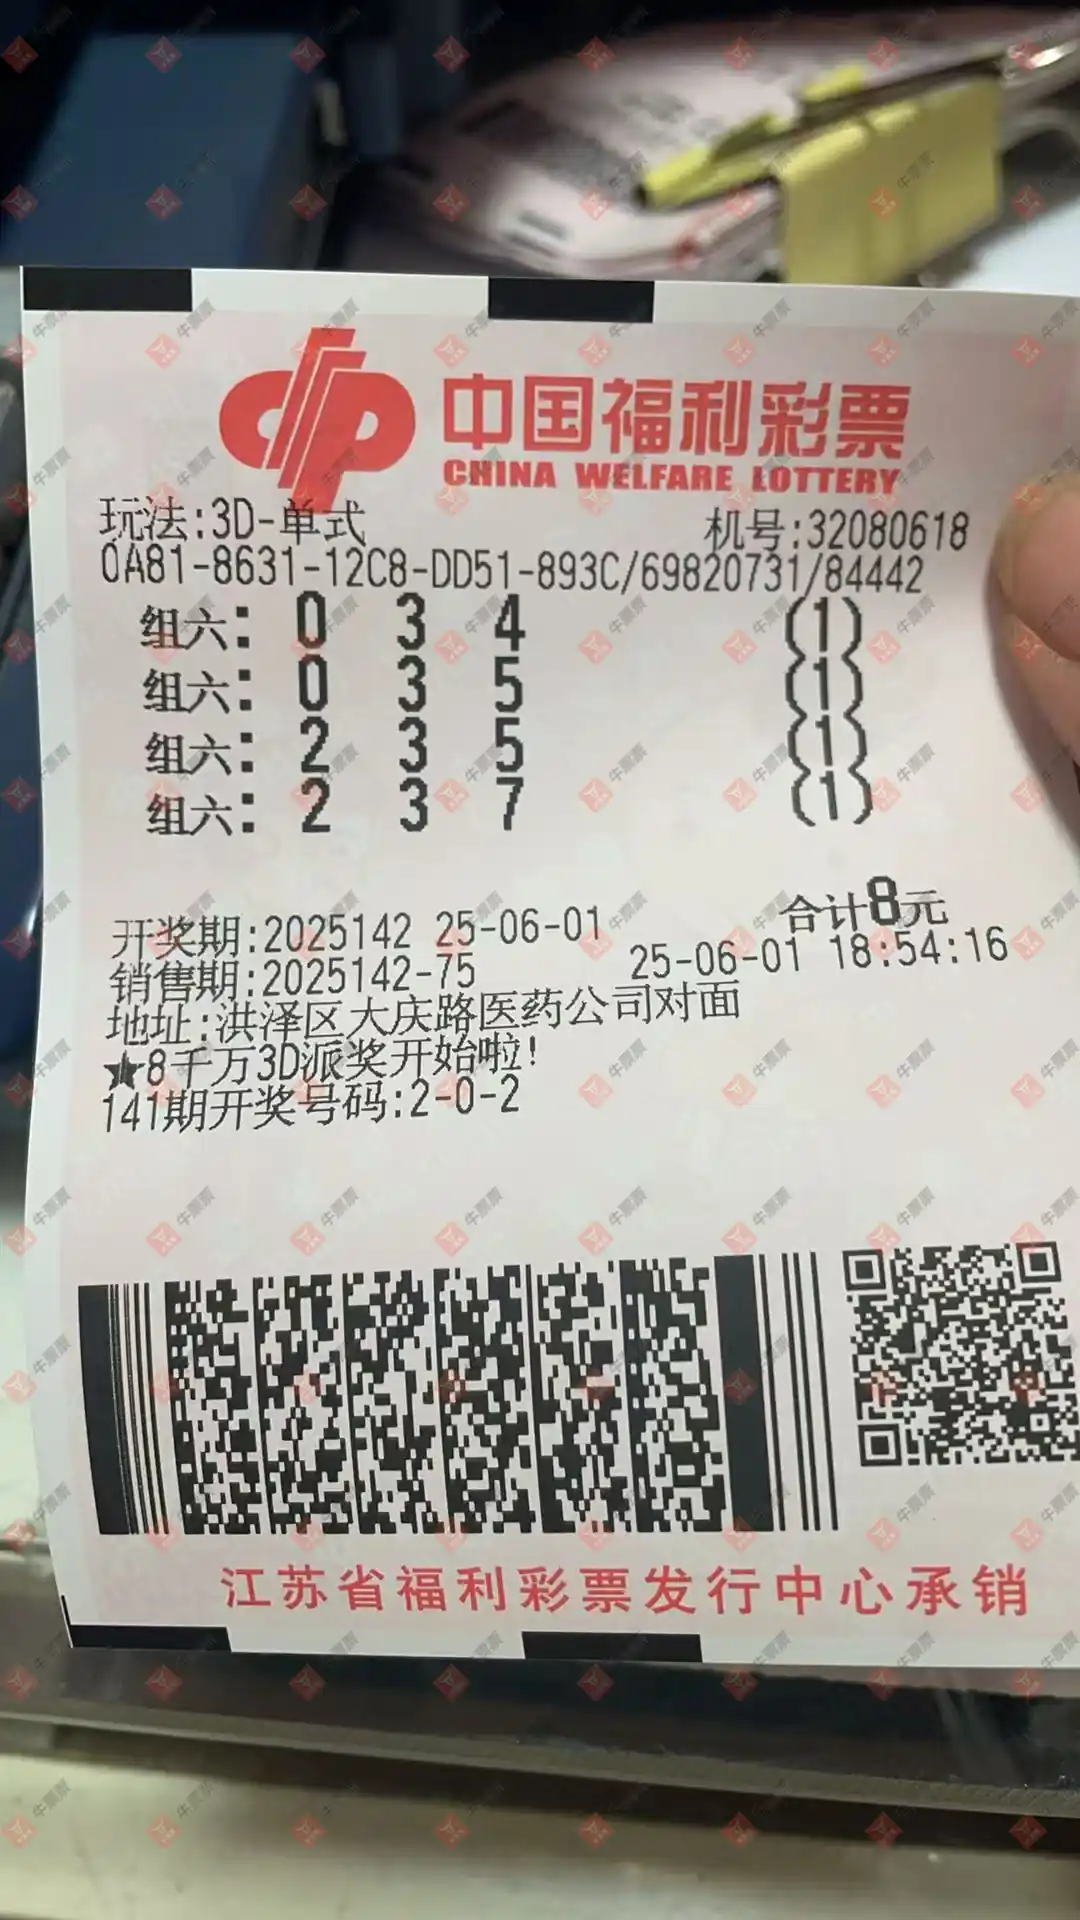 中国福利彩票
CHINA WELFARE LOTTERY
玩法:3D-单式 机号:32080618
0A81-8631-12C8-DD51-893C/69820731/84442
组六: 0 3 4 (1)
组六: 0 3 5 (1)
组六: 2 3 5 (1)
组六: 2 3 7 (1)
合计8元
开奖期:2025142 25-06-01
销售期:2025142-75 25-06-01 18:54:16
地址:洪泽区大庆路医药公司对面
★8千万3D派奖开始啦!
141期开奖号码:2-0-2
江苏省福利彩票发行中心承销
牛票票